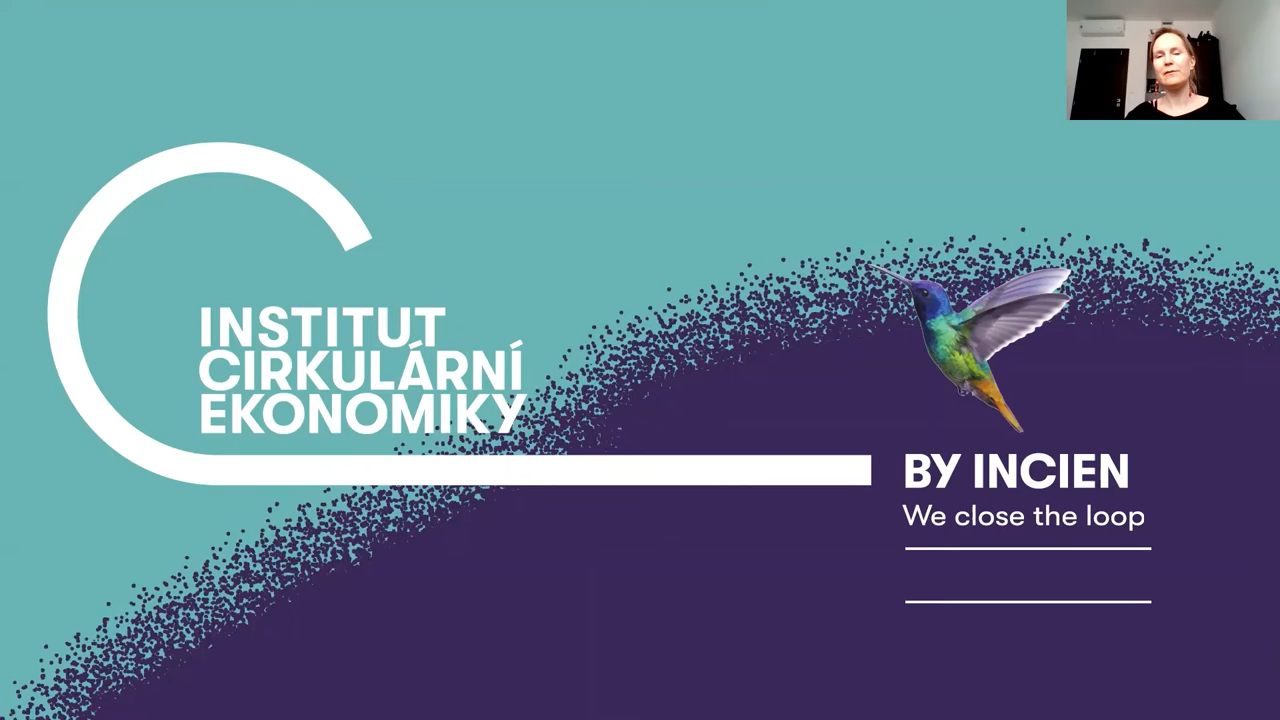 INSTITUT
CIRKULÁRNÍ
EKONOMIKY
BY INCIEN
We close the loop